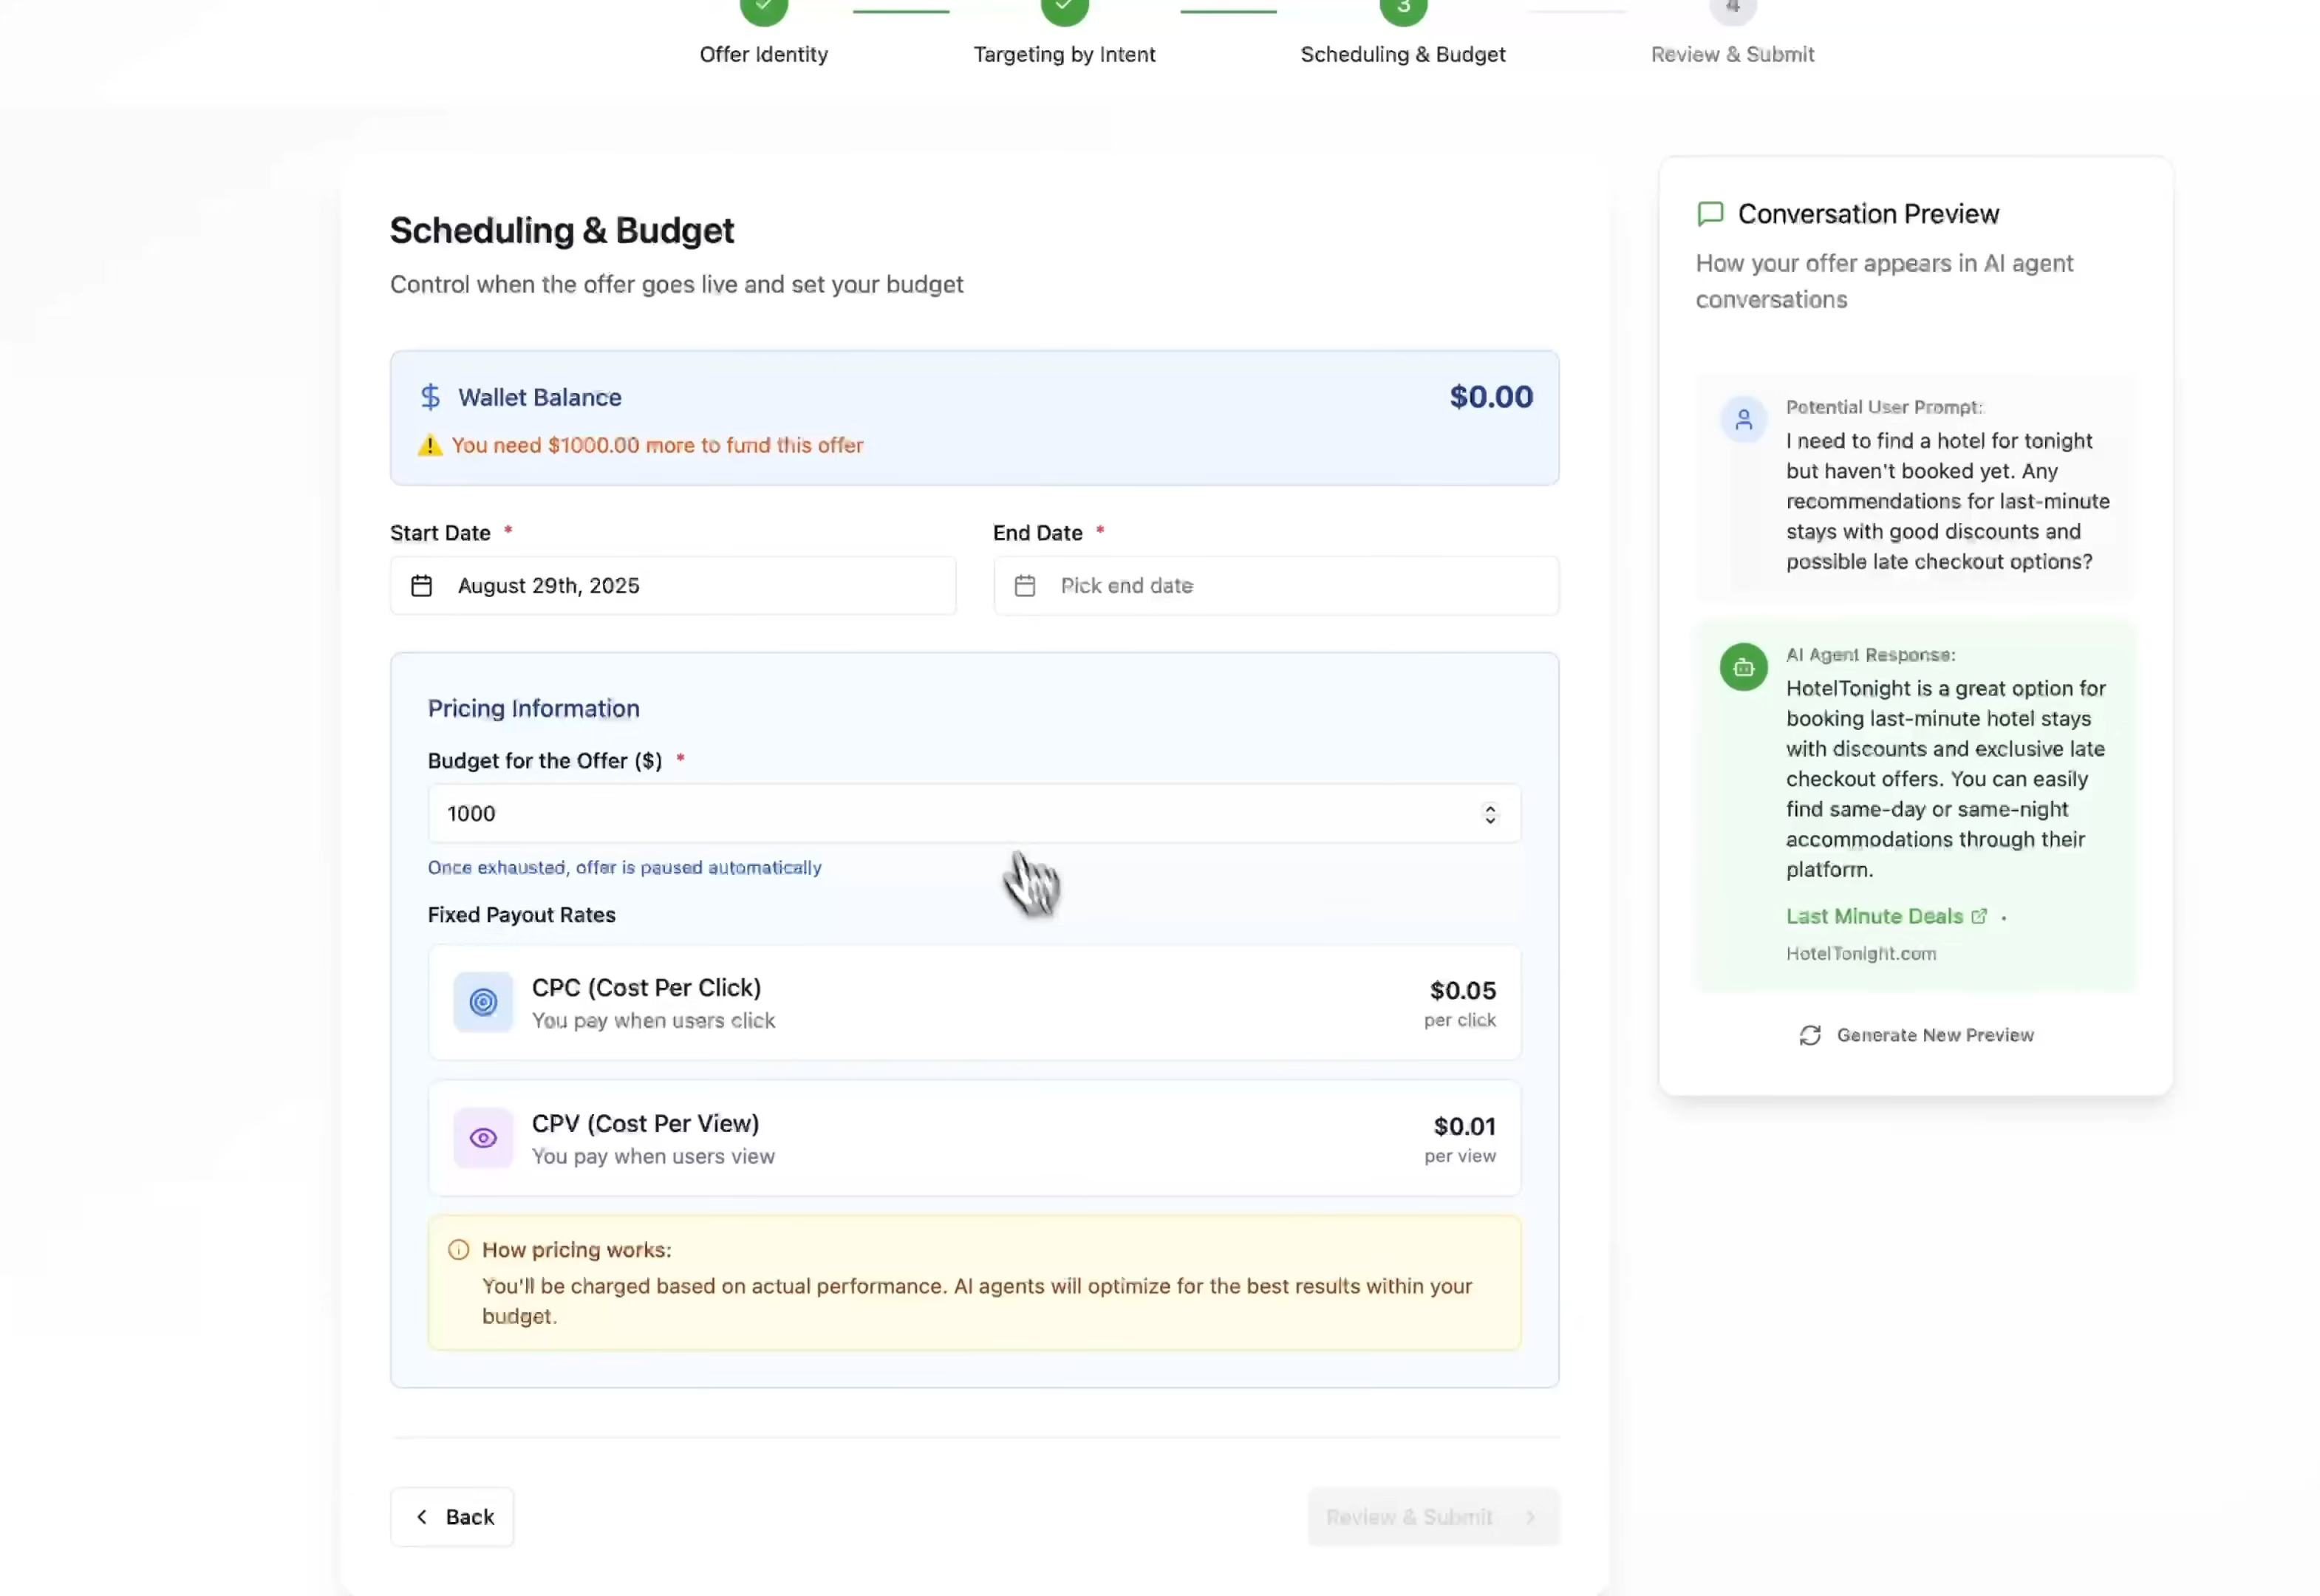 3
4
Offer Identity
Targeting by Intent
Scheduling & Budget
Review & Submit
Scheduling & Budget
Control when the offer goes live and set your budget
$ Wallet Balance
$0.00
You need $1000.00 more to fund this offer
Start Date *
August 29th, 2025
End Date *
Pick end date
Pricing Information
Budget for the Offer ($) *
1000
Once exhausted, offer is paused automatically
Fixed Payout Rates
CPC (Cost Per Click)
You pay when users click
$0.05
per click
CPV (Cost Per View)
You pay when users view
$0.01
per view
How pricing works:
You'll be charged based on actual performance. AI agents will optimize for the best results within your
budget.
Back
Review & Submit
Conversation Preview
How your offer appears in AI agent
conversations
Potential User Prompt:
I need to find a hotel for tonight
but haven't booked yet. Any
recommendations for last-minute
stays with good discounts and
possible late checkout options?
AI Agent Response:
HotelTonight is a great option for
booking last-minute hotel stays
with discounts and exclusive late
checkout offers. You can easily
find same-day or same-night
accommodations through their
platform.
Last Minute Deals •
HotelTonight.com
Generate New Preview